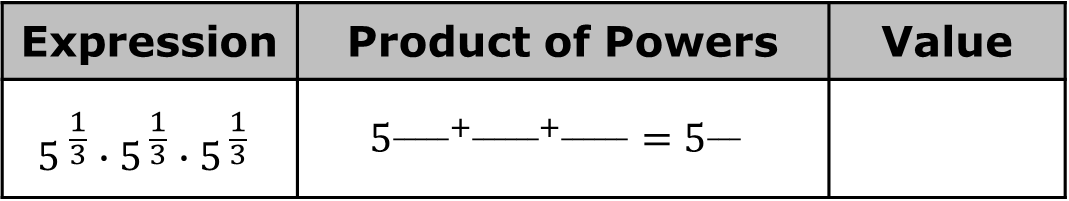 Expression Product of Powers Value
5^{1/3} · 5^{1/3} · 5^{1/3} 5^{__+__+__} = 5^{_}